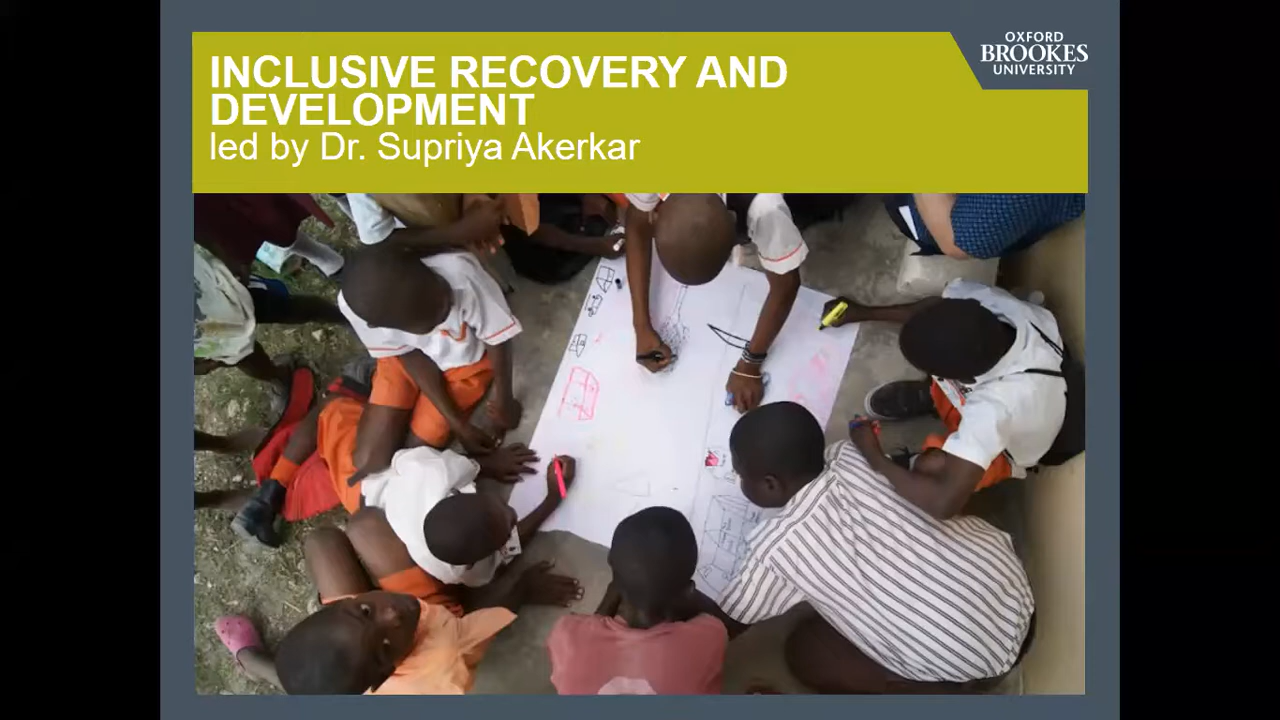 INCLUSIVE RECOVERY AND
DEVELOPMENT
led by Dr. Supriya Akerkar
OXFORD
BROOKES
UNIVERSITY